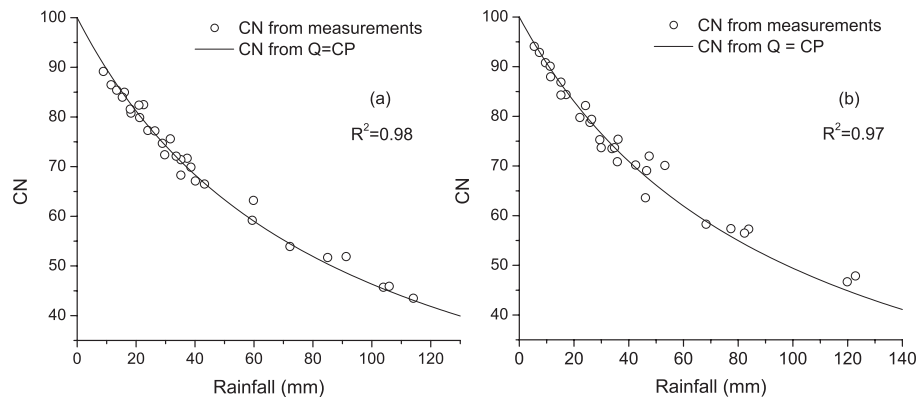 CN from measurements
CN from Q=CP
(a)
R²=0.98
100
90
80
70
60
50
40
CN
0 20 40 60 80 100 120
Rainfall (mm)
CN from measurements
CN from Q = CP
(b)
R²=0.97
100
90
80
70
60
50
40
CN
0 20 40 60 80 100 120 140
Rainfall (mm)